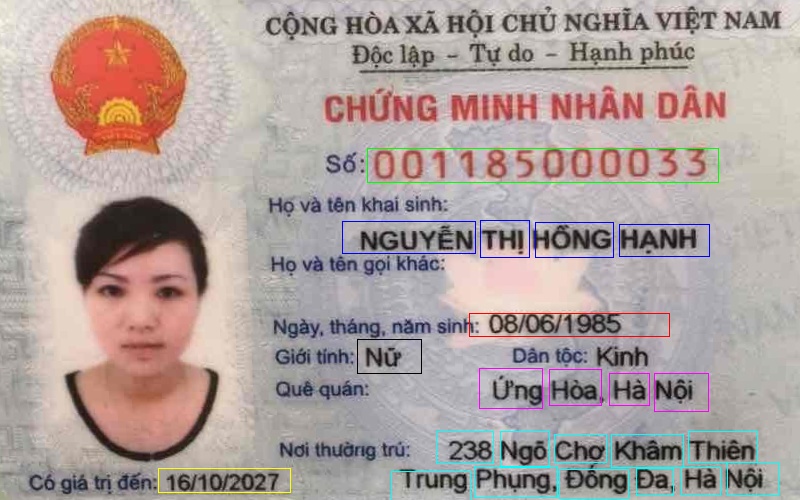 CỘNG HÒA XÃ HỘI CHỦ NGHĨA VIỆT NAM
Độc lập - Tự do - Hạnh phúc
CHỨNG MINH NHÂN DÂN
Số: 001185000033
Họ và tên khai sinh:
NGUYỄN THỊ HỒNG HẠNH
Họ và tên gọi khác:
Ngày, tháng, năm sinh: 08/06/1985
Giới tính: Nữ Dân tộc: Kinh
Quê quán: Ứng Hòa, Hà Nội
Nơi thường trú: 238 Ngõ Chợ Khâm Thiên
Trung Phụng, Đống Đa, Hà Nội
Có giá trị đến: 16/10/2027